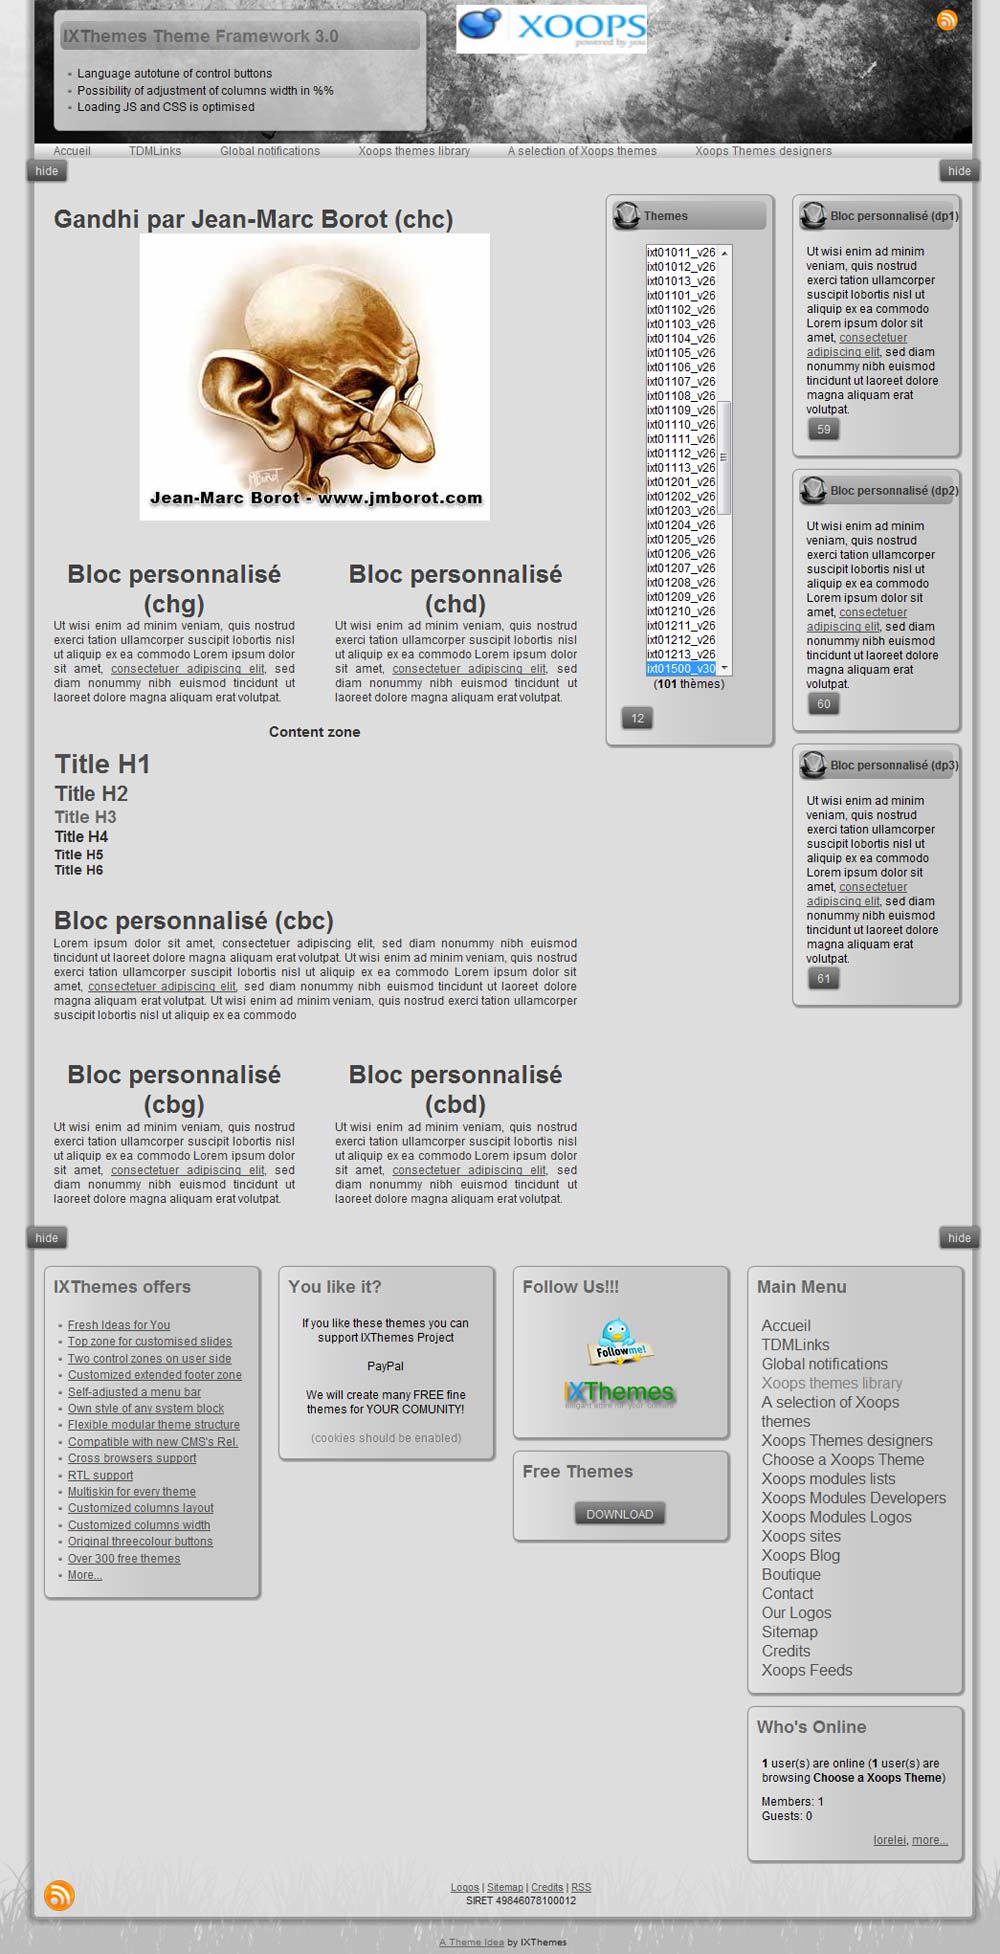 IXThemes Theme Framework 3.0
Language autotune of control buttons
Possibility of adjustment of columns width in %%
Loading JS and CSS is optimised
XOOPS
powered by you
Accueil TDMLinks Global notifications Xoops themes library A selection of Xoops themes Xoops Themes designers
hide
hide
Gandhi par Jean-Marc Borot (chc)
Jean-Marc Borot - www.jmborot.com
Bloc personnalisé
(chg)
Ut wisi enim ad minim veniam, quis nostrud
exerci tation ullamcorper suscipit lobortis nisl
ut aliquip ex ea commodo Lorem ipsum dolor
sit amet, consectetuer adipiscing elit, sed
diam nonummy nibh euismod tincidunt ut
laoreet dolore magna aliquam erat volutpat.
Bloc personnalisé
(chd)
Ut wisi enim ad minim veniam, quis nostrud
exerci tation ullamcorper suscipit lobortis nisl
ut aliquip ex ea commodo Lorem ipsum dolor
sit amet, consectetuer adipiscing elit, sed
diam nonummy nibh euismod tincidunt ut
laoreet dolore magna aliquam erat volutpat.
Content zone
Title H1
Title H2
Title H3
Title H4
Title H5
Title H6
Bloc personnalisé (cbc)
Lorem ipsum dolor sit amet, consectetuer adipiscing elit, sed diam nonummy nibh euismod
tincidunt ut laoreet dolore magna aliquam erat volutpat. Ut wisi enim ad minim veniam, quis nostrud
exerci tation ullamcorper suscipit lobortis nisl ut aliquip ex ea commodo Lorem ipsum dolor sit
amet, consectetuer adipiscing elit, sed diam nonummy nibh euismod tincidunt ut laoreet dolore
magna aliquam erat volutpat. Ut wisi enim ad minim veniam, quis nostrud exerci tation ullamcorper
suscipit lobortis nisl ut aliquip ex ea commodo
Bloc personnalisé
(cbg)
Ut wisi enim ad minim veniam, quis nostrud
exerci tation ullamcorper suscipit lobortis nisl
ut aliquip ex ea commodo Lorem ipsum dolor
sit amet, consectetuer adipiscing elit, sed
diam nonummy nibh euismod tincidunt ut
laoreet dolore magna aliquam erat volutpat.
Bloc personnalisé
(cbd)
Ut wisi enim ad minim veniam, quis nostrud
exerci tation ullamcorper suscipit lobortis nisl
ut aliquip ex ea commodo Lorem ipsum dolor
sit amet, consectetuer adipiscing elit, sed
diam nonummy nibh euismod tincidunt ut
laoreet dolore magna aliquam erat volutpat.
Themes
ixt01011_v26
ixt01012_v26
ixt01013_v26
ixt01101_v26
ixt01102_v26
ixt01103_v26
ixt01104_v26
ixt01105_v26
ixt01106_v26
ixt01107_v26
ixt01108_v26
ixt01109_v26
ixt01110_v26
ixt01111_v26
ixt01112_v26
ixt01113_v26
ixt01201_v26
ixt01202_v26
ixt01203_v26
ixt01204_v26
ixt01205_v26
ixt01206_v26
ixt01207_v26
ixt01208_v26
ixt01209_v26
ixt01210_v26
ixt01211_v26
ixt01212_v26
ixt01213_v26
ixt01500_v30
(101 thèmes)
12
Bloc personnalisé (dp1)
Ut wisi enim ad minim
veniam, quis nostrud
exerci tation ullamcorper
suscipit lobortis nisl ut
aliquip ex ea commodo
Lorem ipsum dolor sit
amet, consectetuer
adipiscing elit, sed diam
nonummy nibh euismod
tincidunt ut laoreet dolore
magna aliquam erat
volutpat.
59
Bloc personnalisé (dp2)
Ut wisi enim ad minim
veniam, quis nostrud
exerci tation ullamcorper
suscipit lobortis nisl ut
aliquip ex ea commodo
Lorem ipsum dolor sit
amet, consectetuer
adipiscing elit, sed diam
nonummy nibh euismod
tincidunt ut laoreet dolore
magna aliquam erat
volutpat.
60
Bloc personnalisé (dp3)
Ut wisi enim ad minim
veniam, quis nostrud
exerci tation ullamcorper
suscipit lobortis nisl ut
aliquip ex ea commodo
Lorem ipsum dolor sit
amet, consectetuer
adipiscing elit, sed diam
nonummy nibh euismod
tincidunt ut laoreet dolore
magna aliquam erat
volutpat.
61
hide
hide
IXThemes offers
Fresh Ideas for You
Top zone for customised slides
Two control zones on user side
Customized extended footer zone
Self-adjusted a menu bar
Own style of any system block
Flexible modular theme structure
Compatible with new CMS's Rel.
Cross browsers support
RTL support
Multiskin for every theme
Customized columns layout
Customized columns width
Original threecolour buttons
Over 300 free themes
More...
You like it?
If you like these themes you can
support IXThemes Project
PayPal
We will create many FREE fine
themes for YOUR COMUNITY!
(cookies should be enabled)
Follow Us!!!
Follow me!
IXThemes
Free Themes
DOWNLOAD
Main Menu
Accueil
TDMLinks
Global notifications
Xoops themes library
A selection of Xoops
themes
Xoops Themes designers
Choose a Xoops Theme
Xoops modules lists
Xoops Modules Developers
Xoops Modules Logos
Xoops sites
Xoops Blog
Boutique
Contact
Our Logos
Sitemap
Credits
Xoops Feeds
Who's Online
1 user(s) are online (1 user(s) are
browsing Choose a Xoops Theme)
Members: 1
Guests: 0
lorelei, more...
Logos | Sitemap | Credits | RSS
SIRET 49846078100012
A Theme Idea by IXThemes